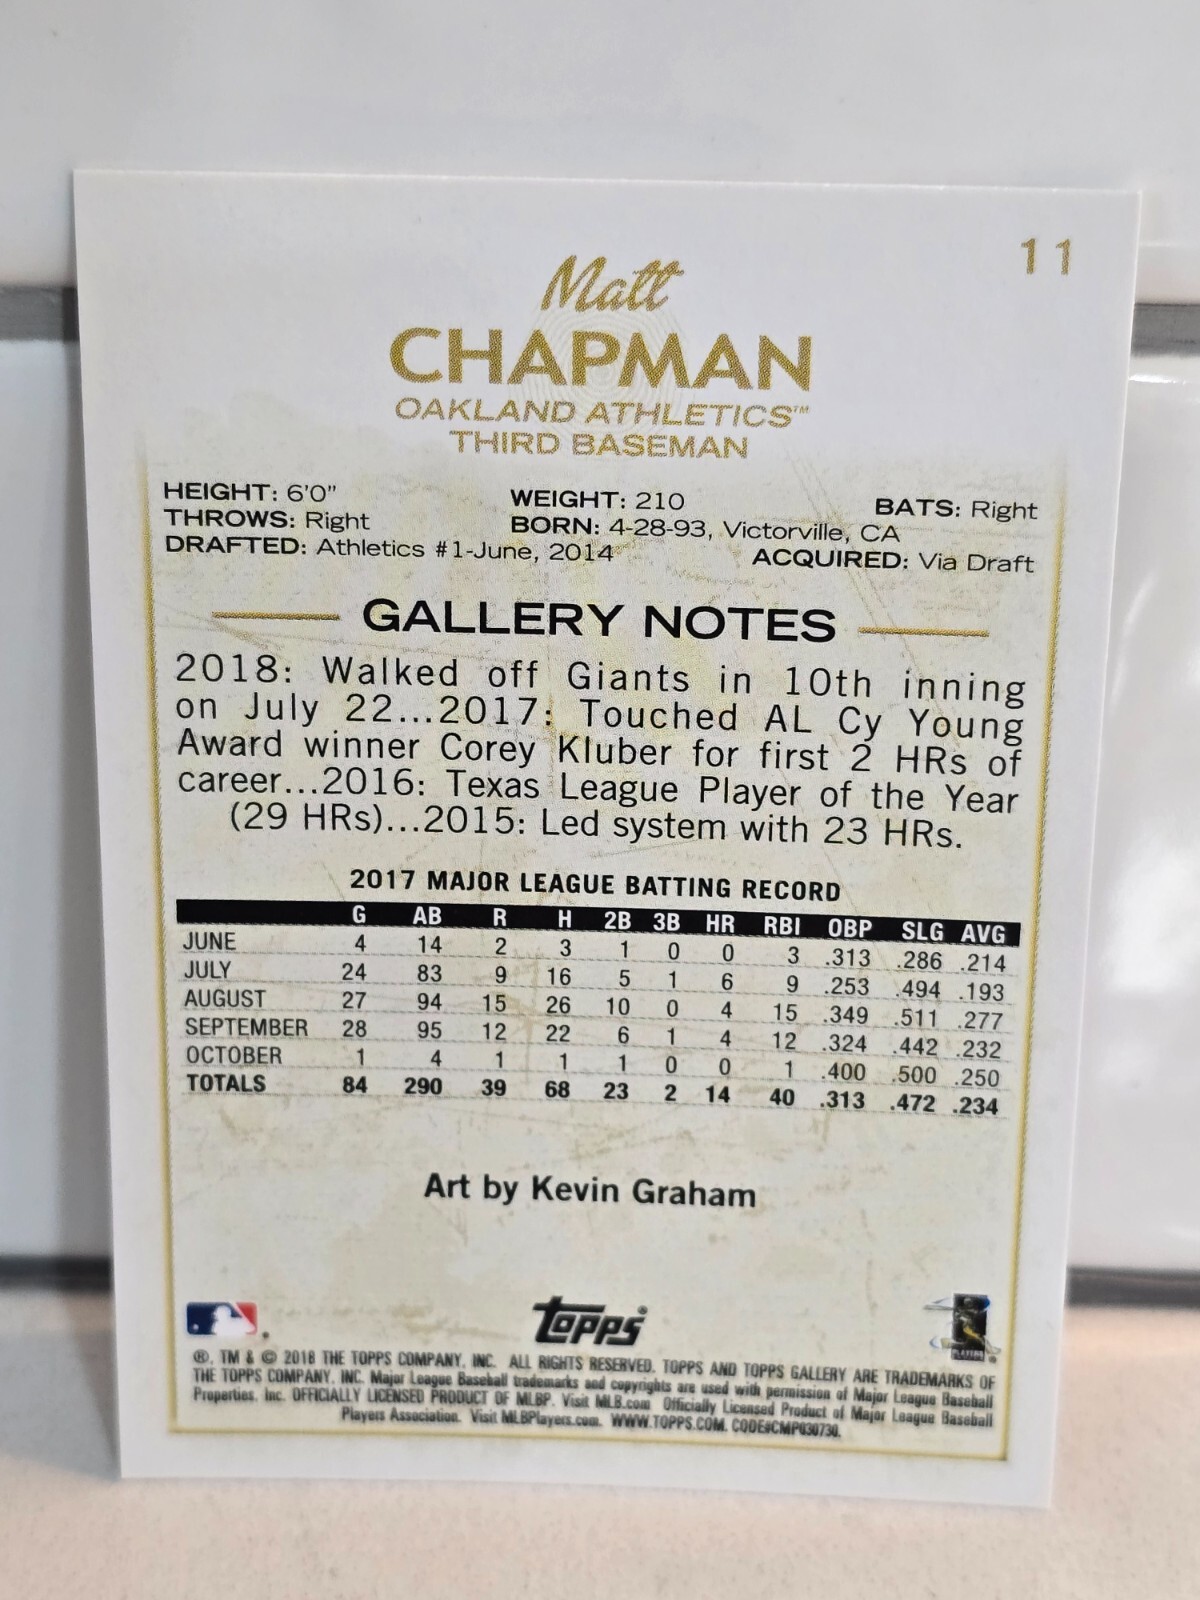 11
Matt
CHAPMAN
OAKLAND ATHLETICS™
THIRD BASEMAN
HEIGHT: 6'0" WEIGHT: 210 BATS: Right
THROWS: Right BORN: 4-28-93, Victorville, CA
DRAFTED: Athletics #1-June, 2014 ACQUIRED: Via Draft
GALLERY NOTES
2018: Walked off Giants in 10th inning
on July 22...2017: Touched AL Cy Young
Award winner Corey Kluber for first 2 HRs of
career...2016: Texas League Player of the Year
(29 HRs)...2015: Led system with 23 HRs.
2017 MAJOR LEAGUE BATTING RECORD
G AB R H 2B 3B HR RBI OBP SLG AVG
JUNE 4 14 2 3 1 0 0 3 .313 .286 .214
JULY 24 83 9 16 5 1 6 9 .253 .494 .193
AUGUST 27 94 15 26 10 0 4 15 .349 .511 .277
SEPTEMBER 28 95 12 22 6 1 4 12 .324 .442 .232
OCTOBER 1 4 1 1 1 0 0 1 .400 .500 .250
TOTALS 84 290 39 68 23 2 14 40 .313 .472 .234
Art by Kevin Graham
topps®
®, TM & © 2018 THE TOPPS COMPANY, INC. ALL RIGHTS RESERVED. TOPPS AND TOPPS GALLERY ARE TRADEMARKS OF
THE TOPPS COMPANY, INC. Major League Baseball trademarks and copyrights are used with permission of Major League Baseball
Properties, Inc. OFFICIALLY LICENSED PRODUCT OF MLBP. Visit MLB.com Officially Licensed Product of Major League Baseball
Players Association. Visit MLBPlayers.com. WWW.TOPPS.COM. CODE#CMP030730.